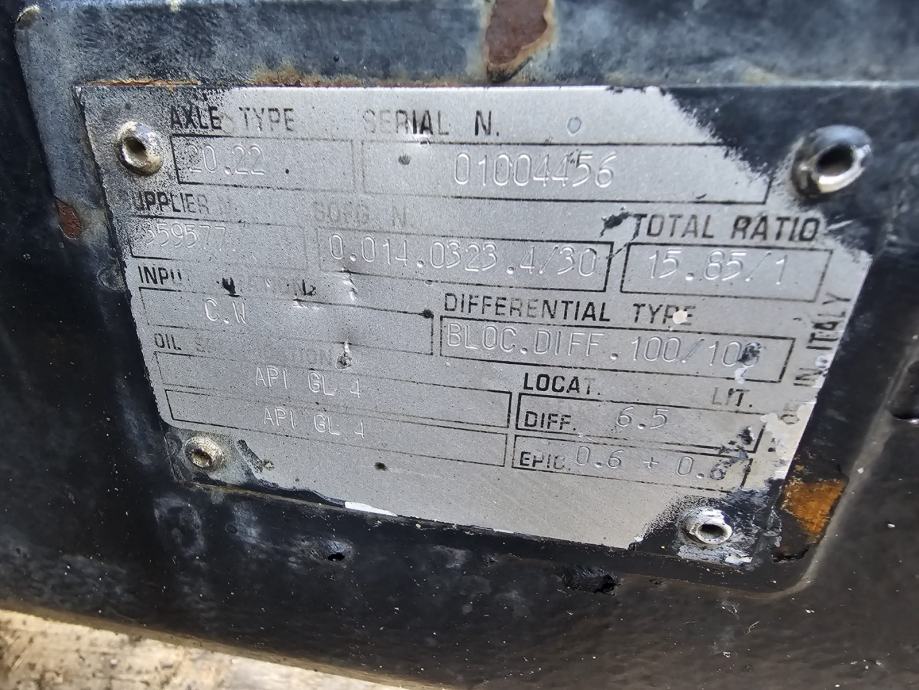 AXLE TYPE SERIAL N.
20.22 01004456
TOTAL RATIO
0.014.0323.4/30 15.85/1
DIFFERENTIAL TYPE
C.W BLOC.DIFF.100/100
OIL
API GL 4
LOCAT. LIT.
API GL 4
DIFF. 6.5
EPIC. 0.6 + 0.6
IN ITALY